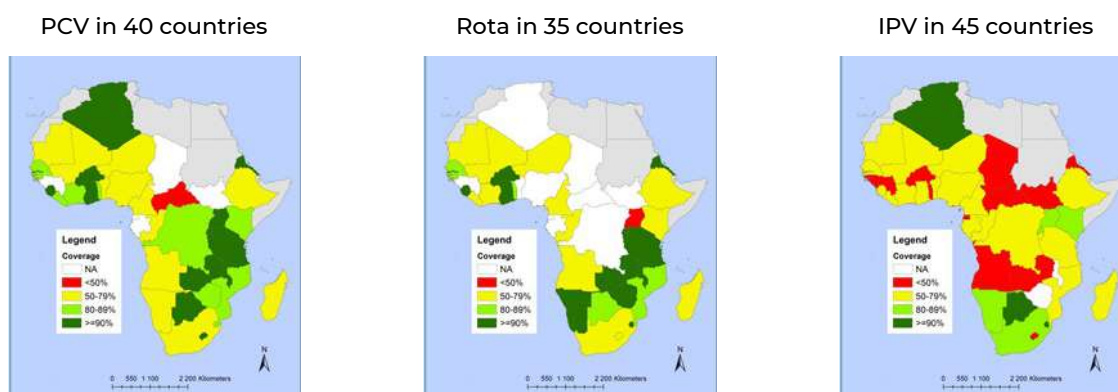 PCV in 40 countries
Rota in 35 countries
IPV in 45 countries
Legend
Coverage
NA
<50%
50-79%
80-89%
>=90%
N
0 550 1 100 2 200 Kilometers
Legend
Coverage
NA
<50%
50-79%
80-89%
>=90%
N
0 550 1 100 2 200 Kilometers
Legend
Coverage
NA
<50%
50-79%
80-89%
>=90%
N
0 550 1 100 2 200 Kilometers